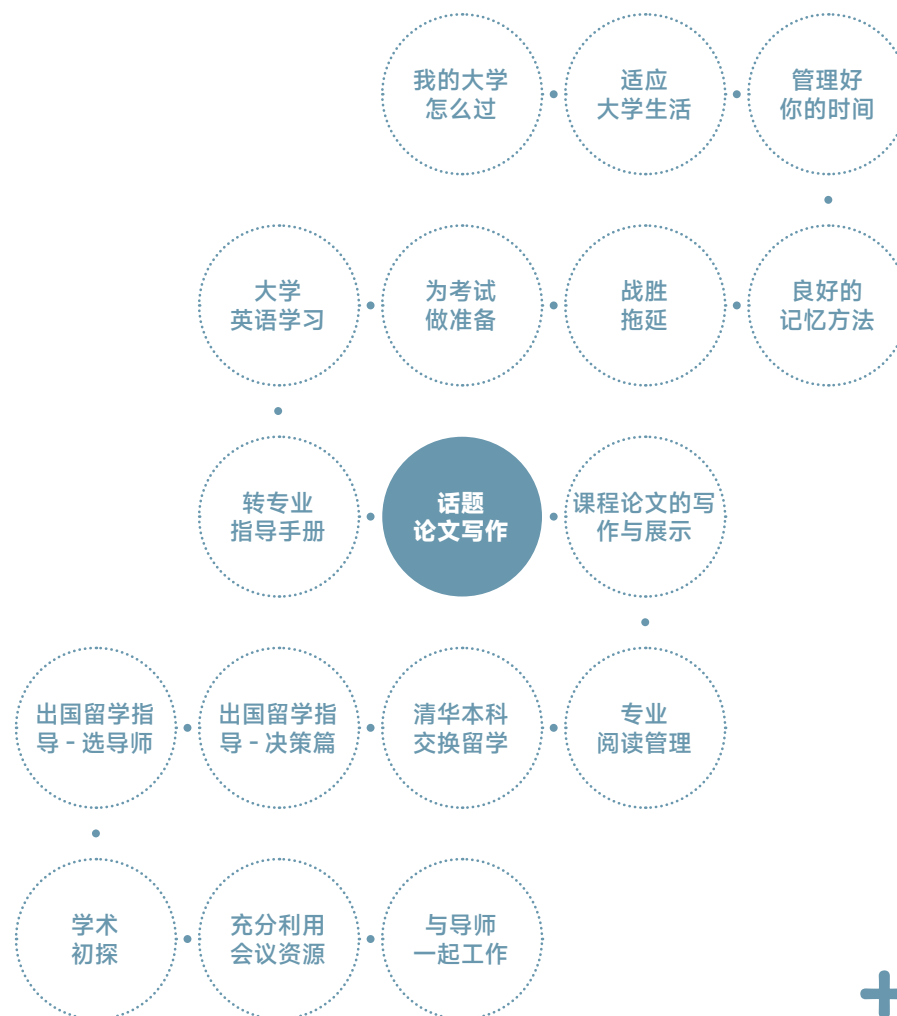 我的大学
怎么过
适应
大学生活
管理好
你的时间
大学
英语学习
为考试
做准备
战胜
拖延
良好的
记忆方法
转专业
指导手册
话题
论文写作
课程论文的写
作与展示
出国留学指
导 - 选导师
出国留学指
导 - 决策篇
清华本科
交换留学
专业
阅读管理
学术
初探
充分利用
会议资源
与导师
一起工作